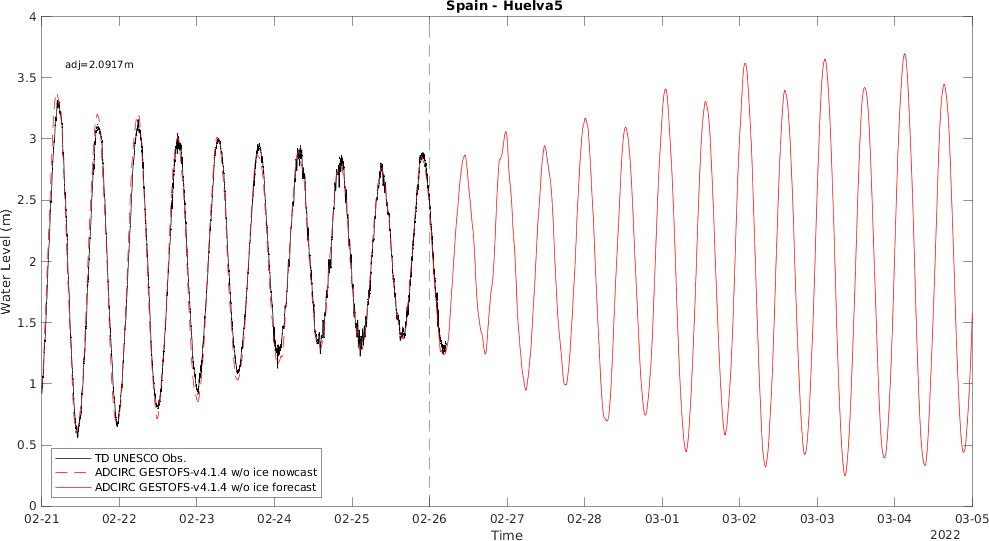 Spain - Huelva5
4
adj=2.0917m
3.5
3
2.5
2
Water Level (m)
1.5
1
0.5
0
TD UNESCO Obs.
ADCIRC GESTOFS-v4.1.4 w/o ice nowcast
ADCIRC GESTOFS-v4.1.4 w/o ice forecast
02-21 02-22 02-23 02-24 02-25 02-26 02-27 02-28 03-01 03-02 03-03 03-04 03-05
Time
2022